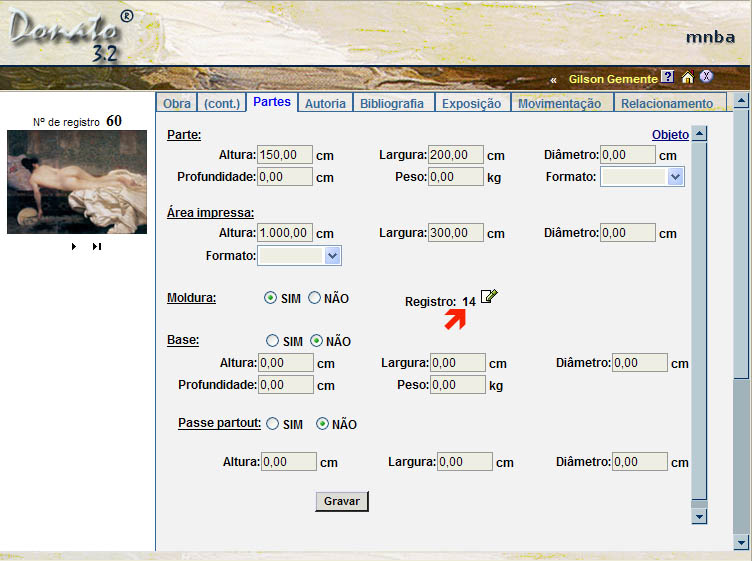 Donato®
3.2
mnba
« Gilson Gemente ? X
Obra (cont.) Partes Autoria Bibliografia Exposição Movimentação Relacionamento
Nº de registro 60
Parte: Objeto
Altura: 150,00 cm Largura: 200,00 cm Diâmetro: 0,00 cm
Profundidade: 0,00 cm Peso: 0,00 kg Formato:
Área impressa:
Altura: 1.000,00 cm Largura: 300,00 cm Diâmetro: 0,00 cm
Formato:
Moldura: SIM NÃO Registro: 14
Base: SIM NÃO
Altura: 0,00 cm Largura: 0,00 cm Diâmetro: 0,00 cm
Profundidade: 0,00 cm Peso: 0,00 kg
Passe partout: SIM NÃO
Altura: 0,00 cm Largura: 0,00 cm Diâmetro: 0,00 cm
Gravar